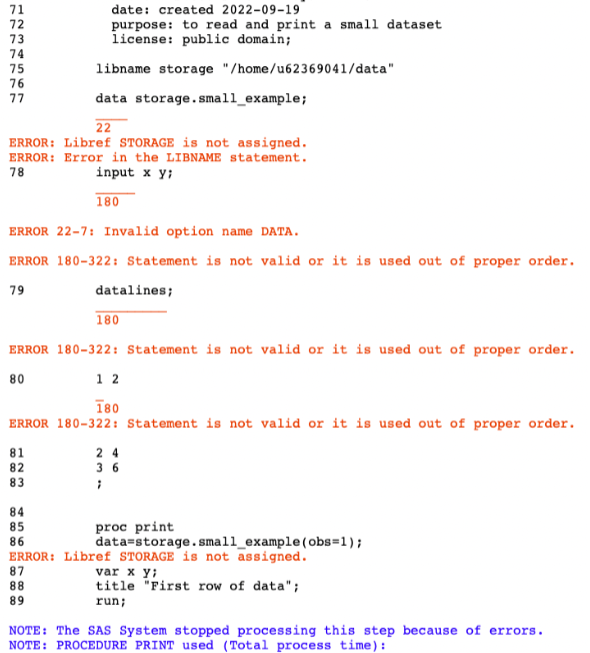 71 date: created 2022-09-19
72 purpose: to read and print a small dataset
73 license: public domain;
74
75 libname storage "/home/u62369041/data"
76
77 data storage.small_example;
22
ERROR: Libref STORAGE is not assigned.
ERROR: Error in the LIBNAME statement.
78 input x y;
180
ERROR 22-7: Invalid option name DATA.
ERROR 180-322: Statement is not valid or it is used out of proper order.
79 datalines;
180
ERROR 180-322: Statement is not valid or it is used out of proper order.
80 1 2
180
ERROR 180-322: Statement is not valid or it is used out of proper order.
81 2 4
82 3 6
83 ;
84
85 proc print
86 data=storage.small_example(obs=1);
ERROR: Libref STORAGE is not assigned.
87 var x y;
88 title "First row of data";
89 run;
NOTE: The SAS System stopped processing this step because of errors.
NOTE: PROCEDURE PRINT used (Total process time):